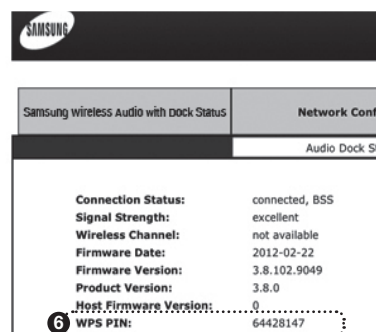 SAMSUNG
Samsung Wireless Audio with Dock Status
Network Conf
Audio Dock S
Connection Status: connected, BSS
Signal Strength: excellent
Wireless Channel: not available
Firmware Date: 2012-02-22
Firmware Version: 3.8.102.9049
Product Version: 3.8.0
Host Firmware Version: 0
6 WPS PIN: 64428147